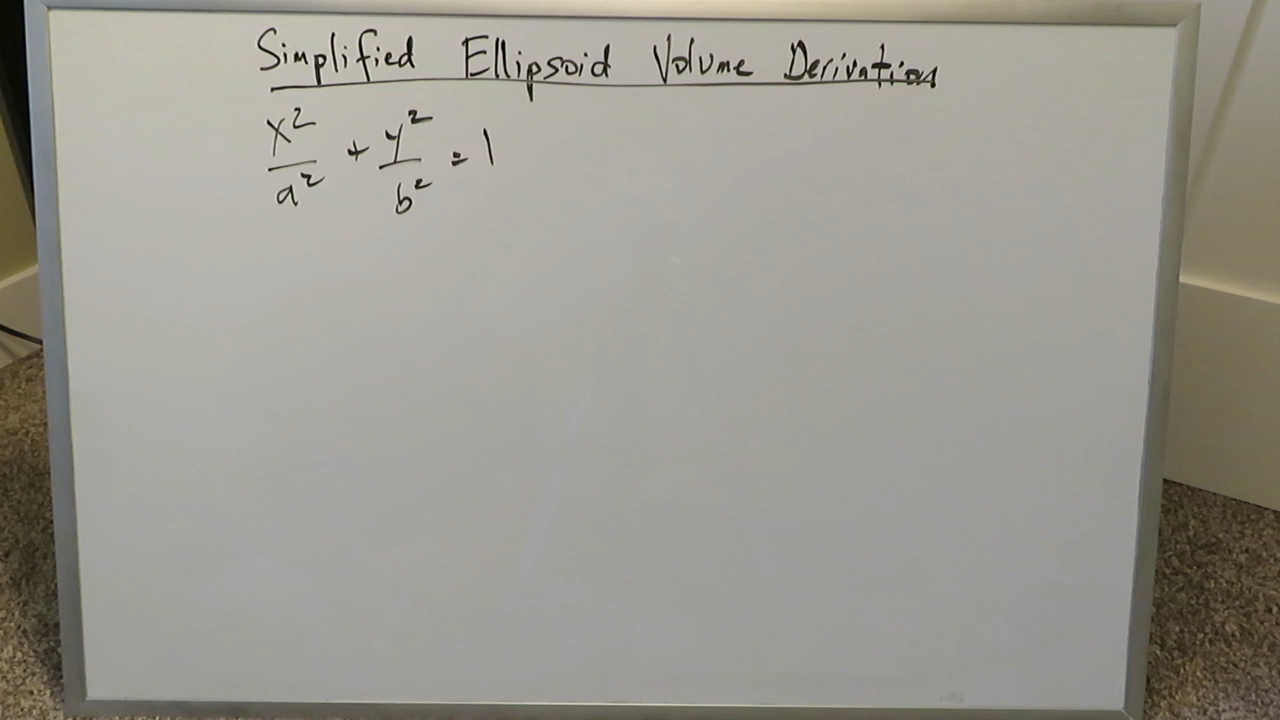 Simplified Ellipsoid Volume Derivation
x²/a² + y²/b² = 1